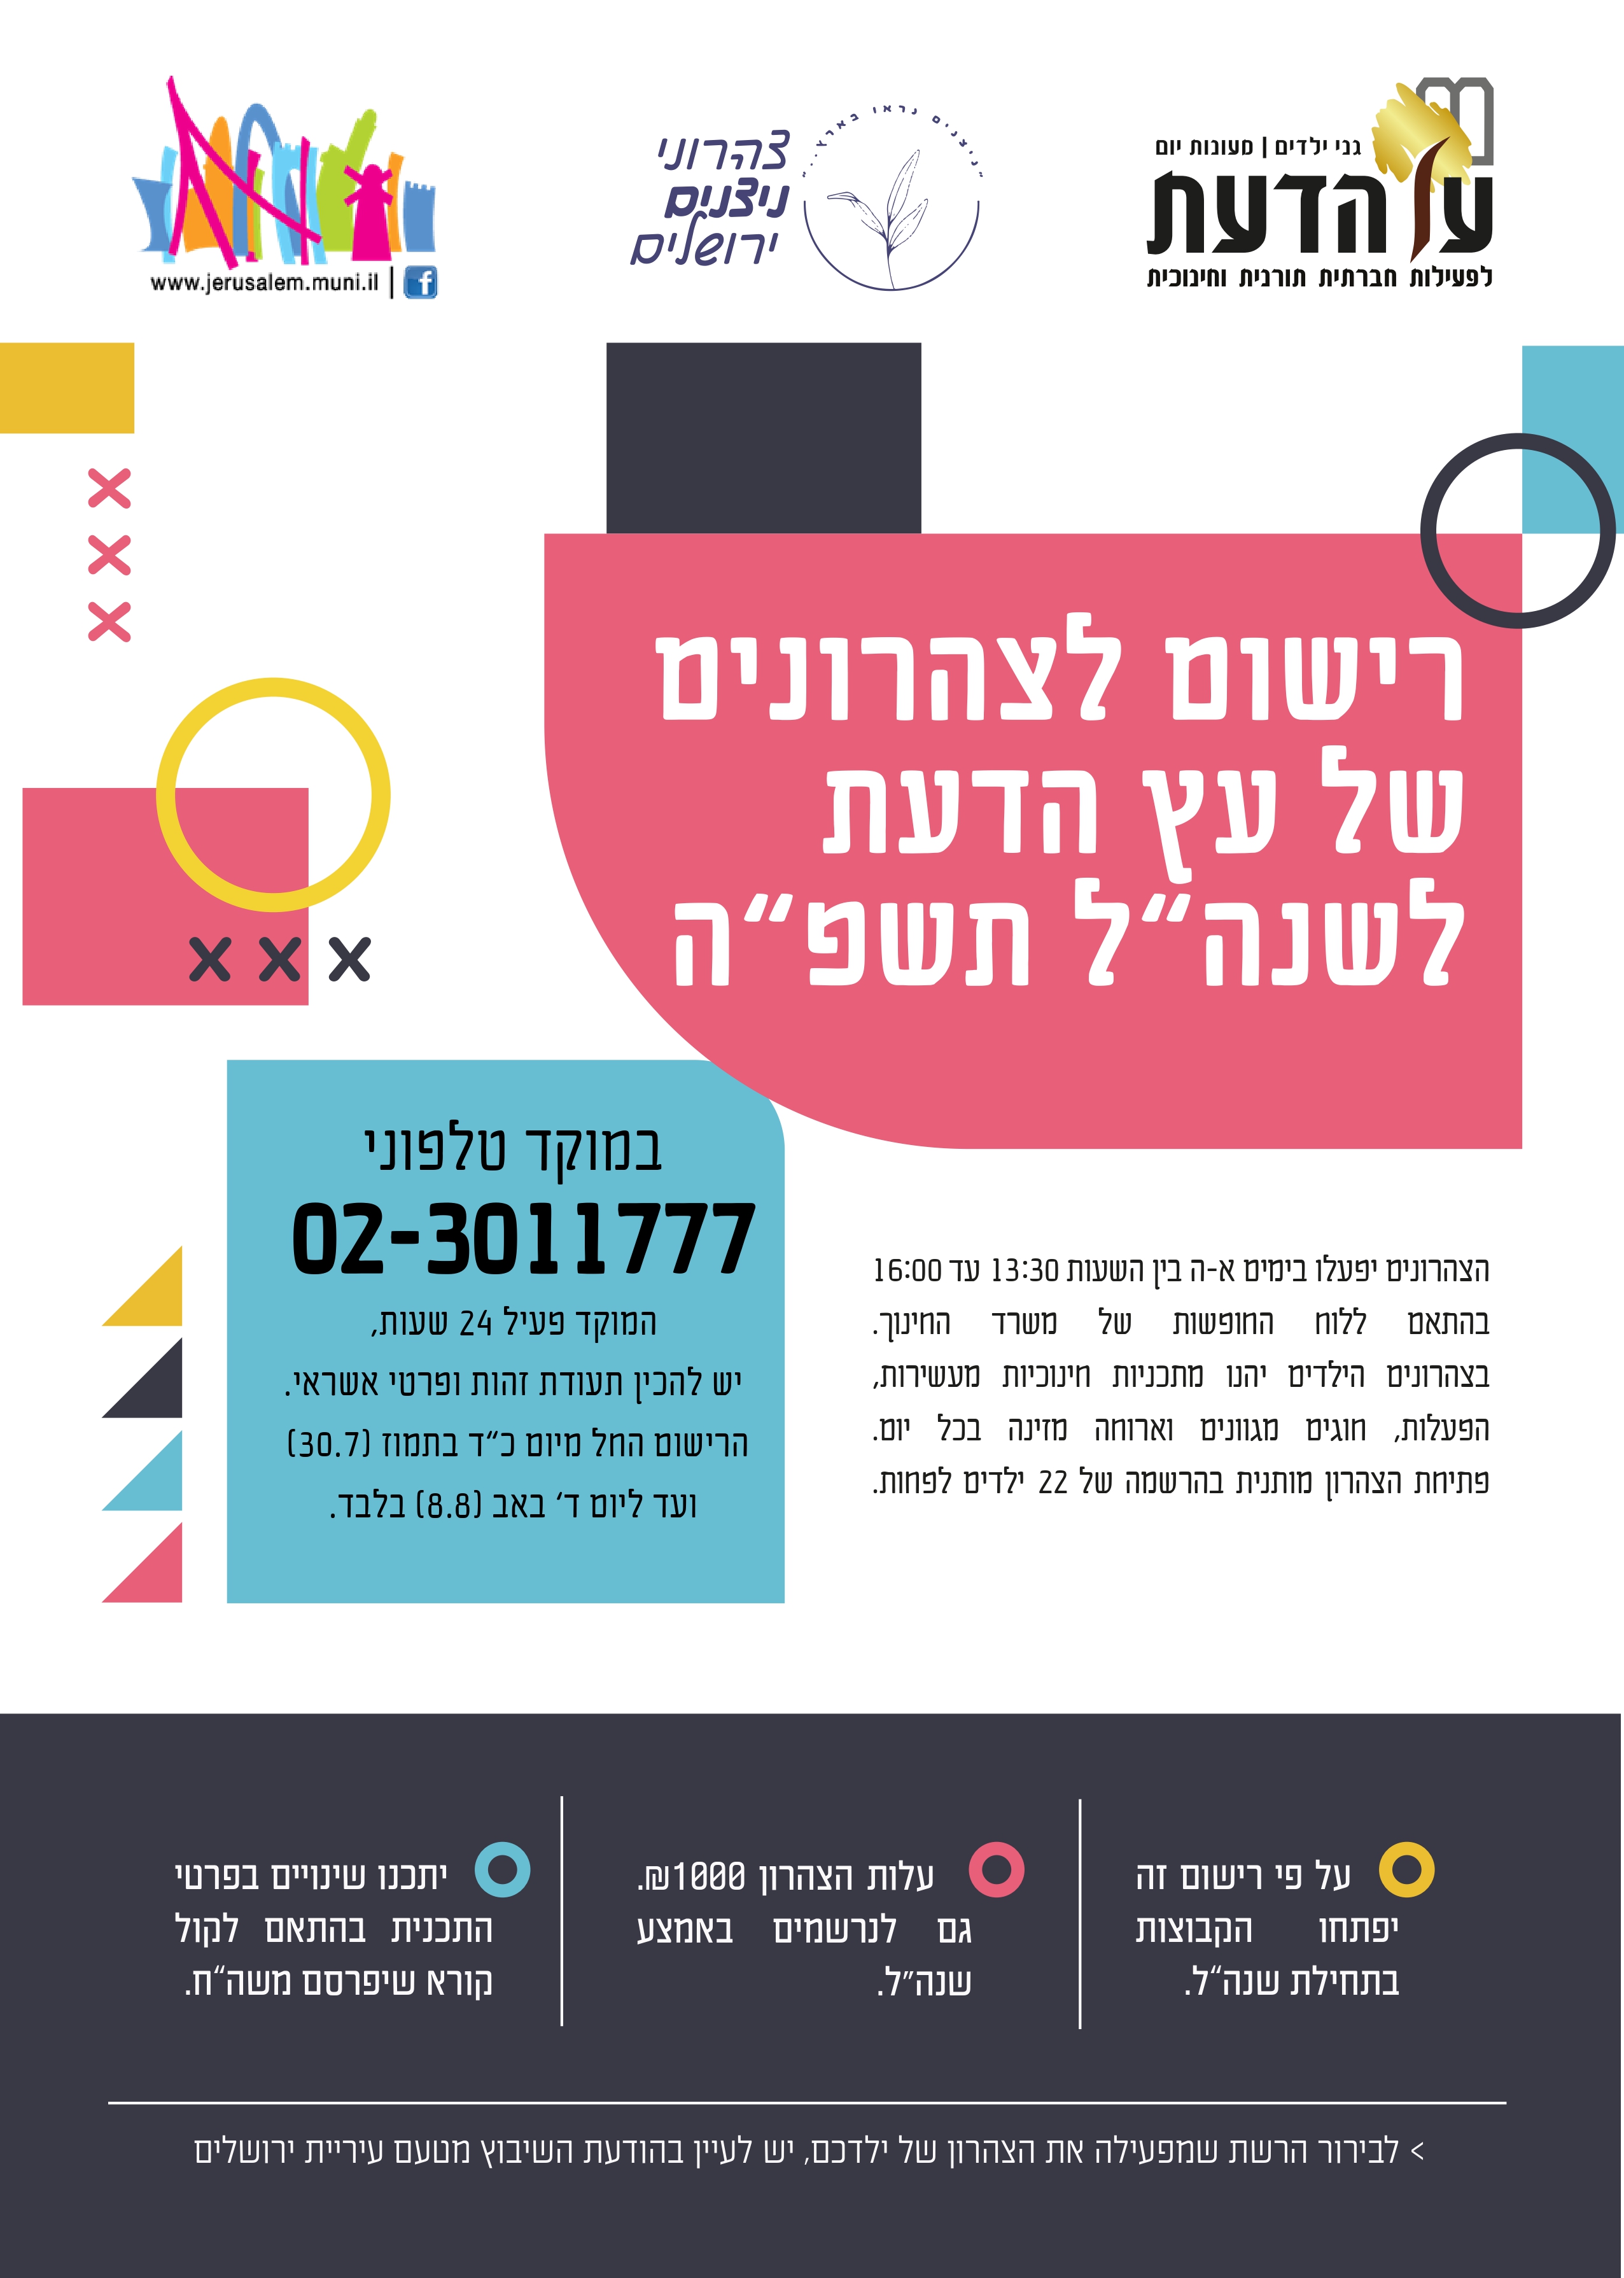 גני ילדים | מעונות יום
עץ הדעת
לפעילות חברתית תורנית וחינוכית
"ניצנים נראו בארץ..."
צהרוני
ניצנים
ירושלים
www.jerusalem.muni.il | f
רישום לצהרונים
של עץ הדעת
לשנה"ל תשפ"ה
הצהרונים יפעלו בימים א-ה בין השעות 13:30 עד 16:00
בהתאם ללוח החופשות של משרד החינוך.
בצהרונים הילדים יהנו מתכניות חינוכיות מעשירות,
הפעלות, חוגים מגוונים וארוחה מזינה בכל יום.
פתיחת הצהרון מותנית בהרשמה של 22 ילדים לפחות.
במוקד טלפוני
02-3011777
המוקד פעיל 24 שעות,
יש להכין תעודת זהות ופרטי אשראי.
הרישום החל מיום כ"ד בתמוז (30.7)
ועד ליום ד' באב (8.8) בלבד.
על פי רישום זה
יפתחו הקבוצות
בתחילת שנה"ל.
עלות הצהרון 1000₪.
גם לנרשמים באמצע
שנה"ל.
יתכנו שינויים בפרטי
התכנית בהתאם לקול
קורא שיפרסם משה"ח.
> לבירור הרשת שמפעילה את הצהרון של ילדכם, יש לעיין בהודעת השיבוץ מטעם עיריית ירושלים